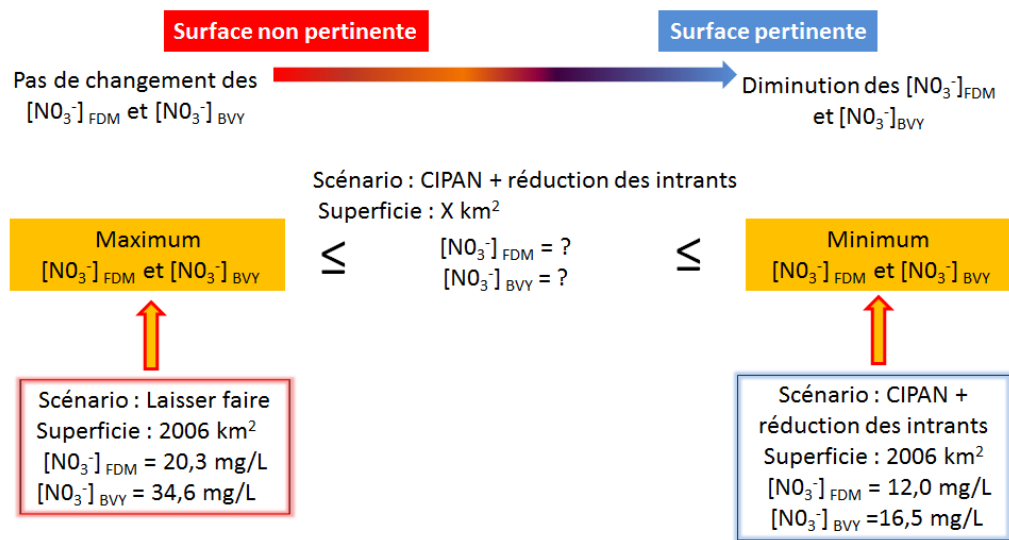 Surface non pertinente
Surface pertinente
Pas de changement des
[N0₃⁻] FDM et [N0₃⁻] BVY
Diminution des [N0₃⁻]FDM
et [N0₃⁻]BVY
Scénario : CIPAN + réduction des intrants
Superficie : X km²
Maximum
[N0₃⁻] FDM et [N0₃⁻] BVY
≤
[N0₃⁻] FDM = ?
[N0₃⁻] BVY = ?
≤
Minimum
[N0₃⁻] FDM et [N0₃⁻] BVY
Scénario : Laisser faire
Superficie : 2006 km²
[N0₃⁻] FDM = 20,3 mg/L
[N0₃⁻] BVY = 34,6 mg/L
Scénario : CIPAN +
réduction des intrants
Superficie : 2006 km²
[N0₃⁻] FDM = 12,0 mg/L
[N0₃⁻] BVY =16,5 mg/L